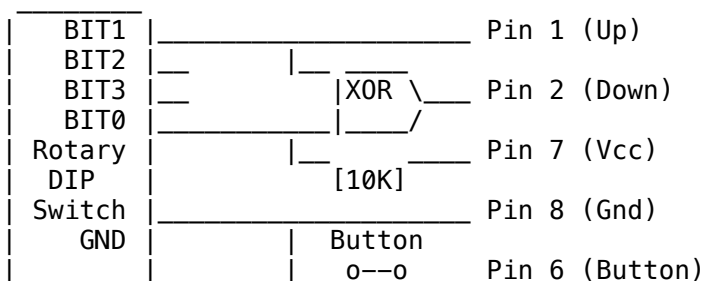 BIT1 Pin 1 (Up)
BIT2
BIT3 XOR Pin 2 (Down)
BIT0
Rotary Pin 7 (Vcc)
DIP [10K]
Switch Pin 8 (Gnd)
GND Button
o––o Pin 6 (Button)